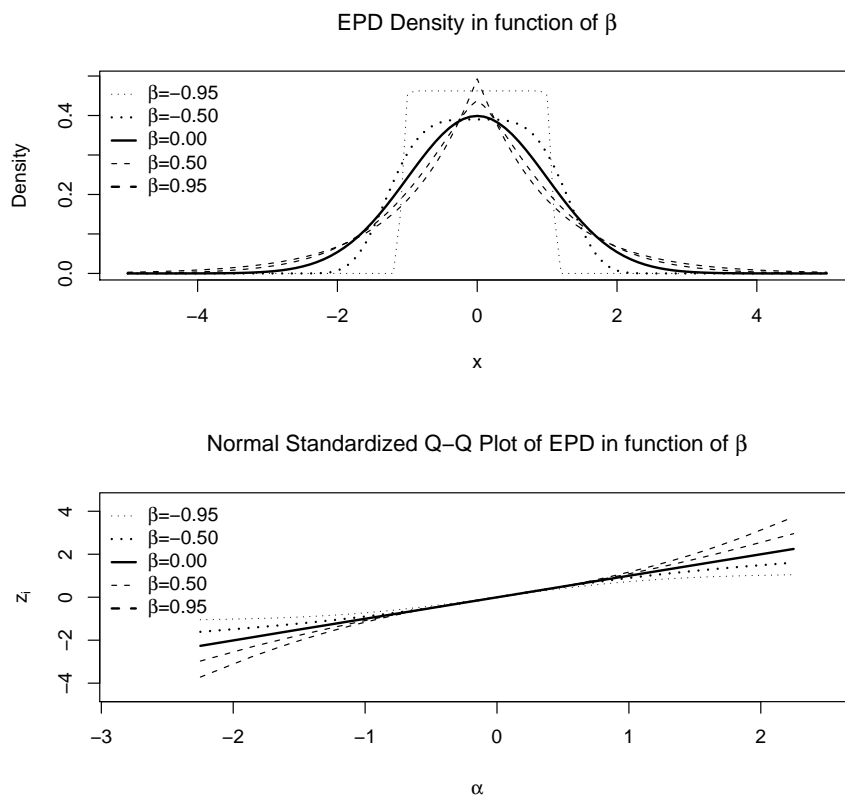 EPD Density in function of β
β=−0.95
β=−0.50
β=0.00
β=0.50
β=0.95
Density
0.0
0.2
0.4
−4
−2
0
2
4
x
Normal Standardized Q−Q Plot of EPD in function of β
β=−0.95
β=−0.50
β=0.00
β=0.50
β=0.95
zi
−4
−2
0
2
4
−3
−2
−1
0
1
2
α